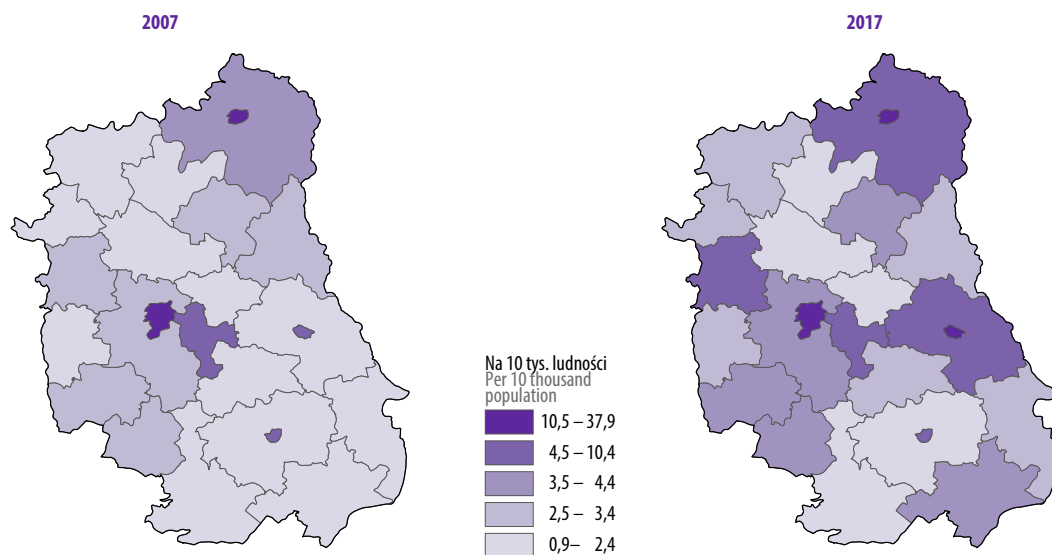 2007
2017
Na 10 tys. ludności
Per 10 thousand
population
10,5 – 37,9
4,5 – 10,4
3,5 – 4,4
2,5 – 3,4
0,9– 2,4